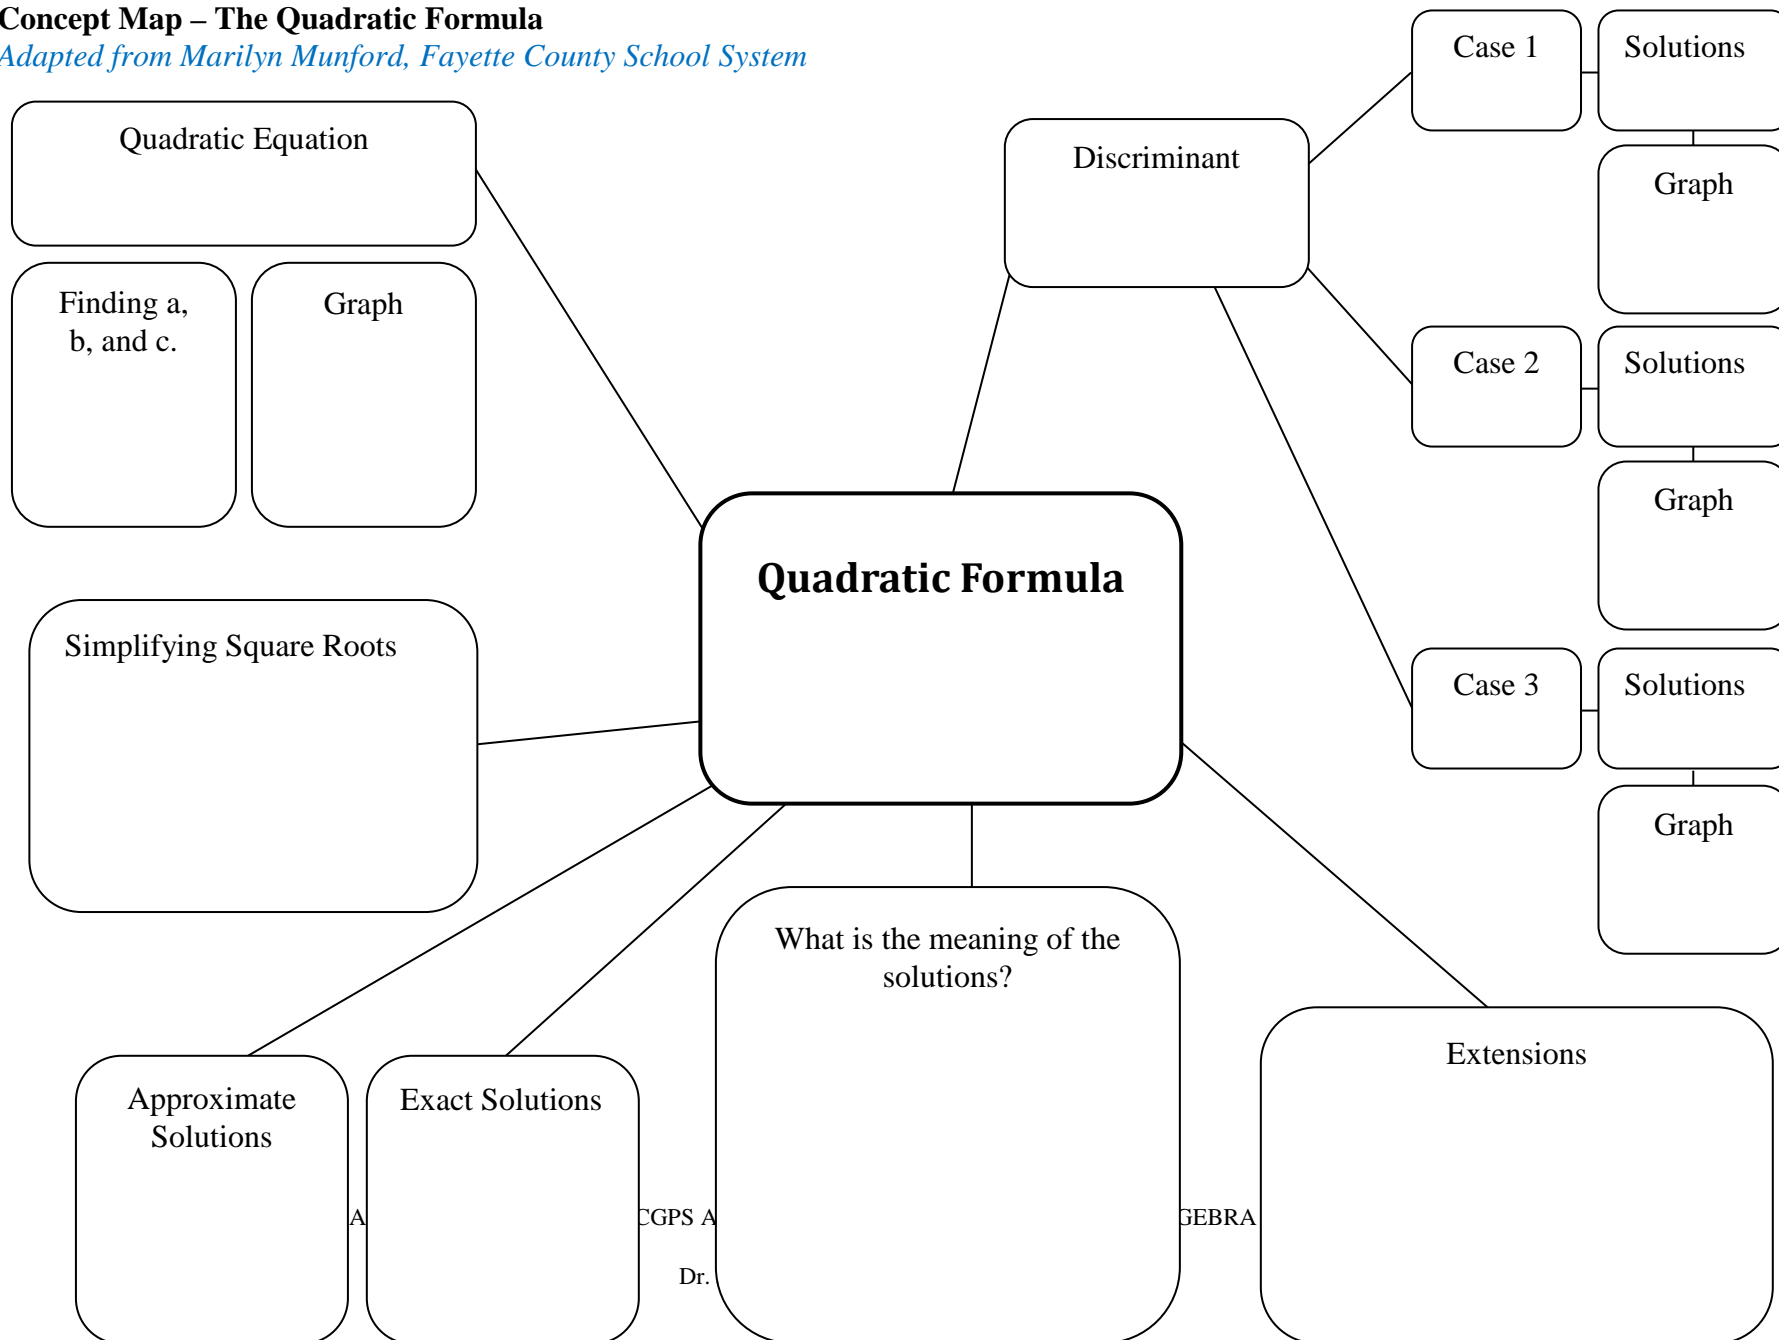 Concept Map – The Quadratic Formula
Adapted from Marilyn Munford, Fayette County School System
Quadratic Equation
Finding a,
b, and c.
Graph
Simplifying Square Roots
Approximate
Solutions
Exact Solutions
Quadratic Formula
What is the meaning of the
solutions?
Discriminant
Case 1
Solutions
Graph
Case 2
Solutions
Graph
Case 3
Solutions
Graph
Extensions
A CGPS A GEBRA
Dr.